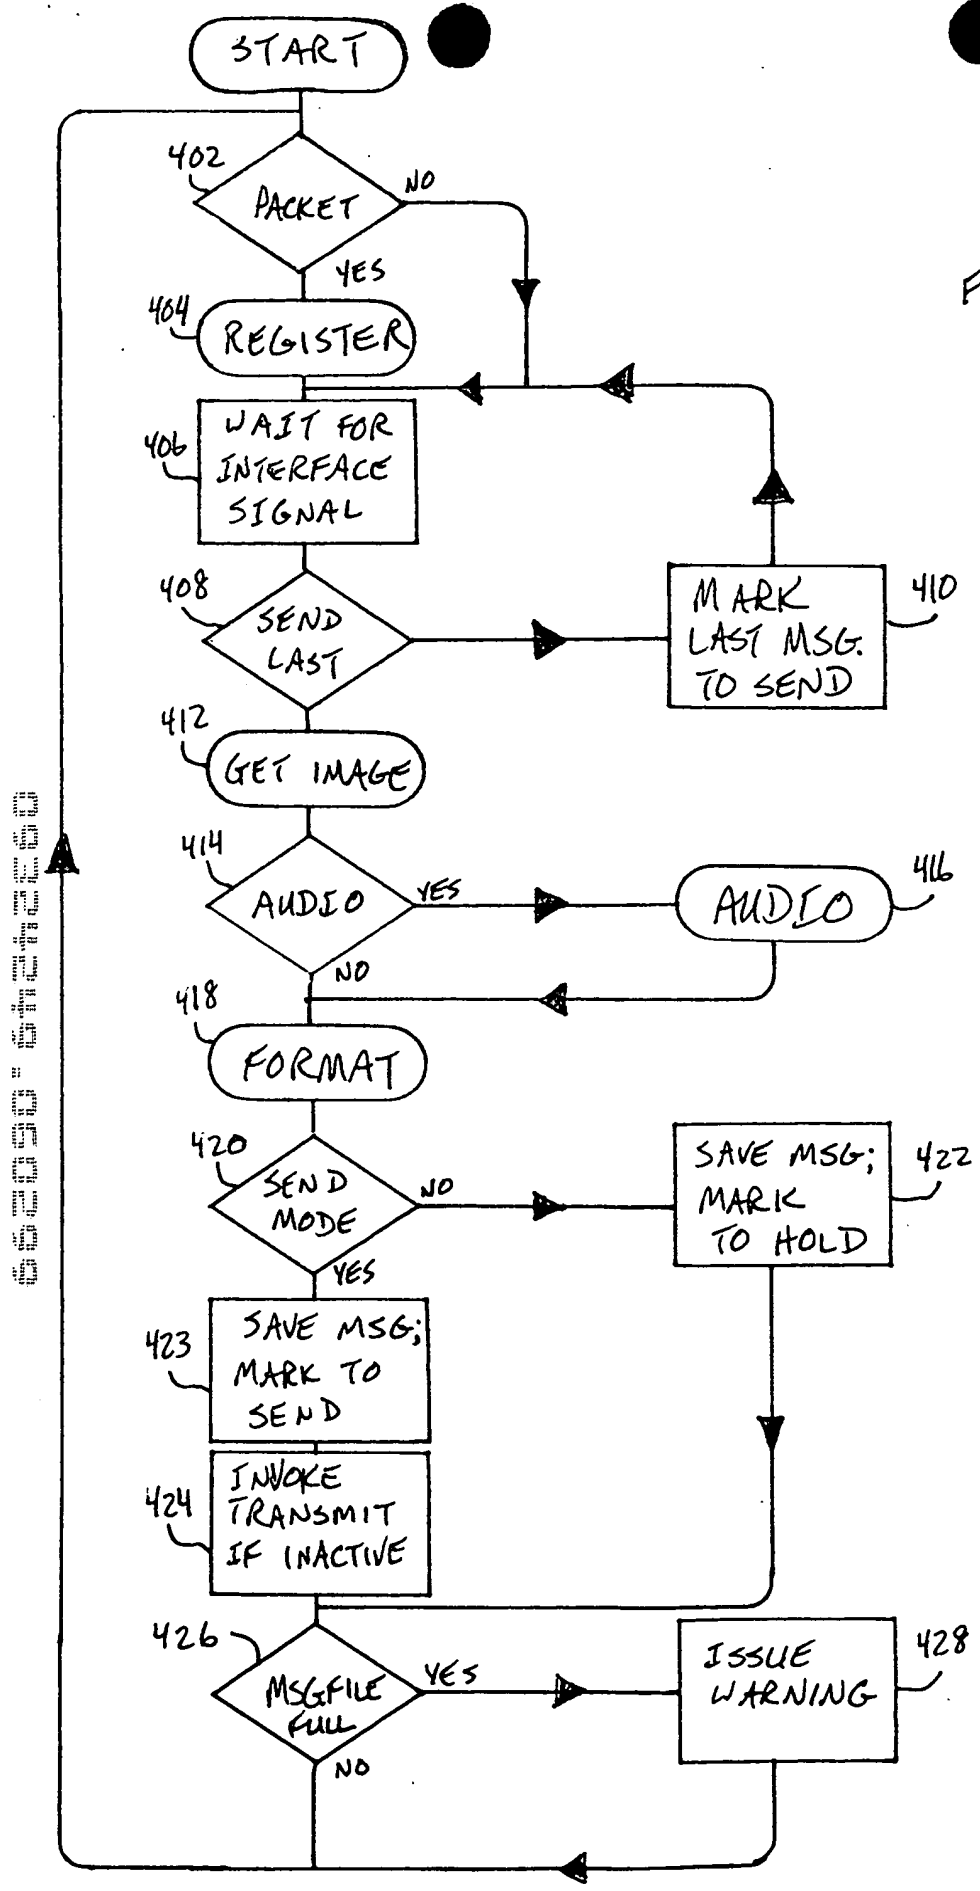 START
402
PACKET
NO
YES
F
404
REGISTER
406
WAIT FOR
INTERFACE
SIGNAL
408
SEND
LAST
MARK
LAST MSG.
TO SEND
410
412
GET IMAGE
414
AUDIO
YES
AUDIO
416
NO
418
FORMAT
420
SEND
MODE
NO
SAVE MSG;
MARK
TO HOLD
422
YES
423
SAVE MSG;
MARK TO
SEND
424
INVOKE
TRANSMIT
IF INACTIVE
426
MSGFILE
FULL
YES
ISSUE
WARNING
428
NO